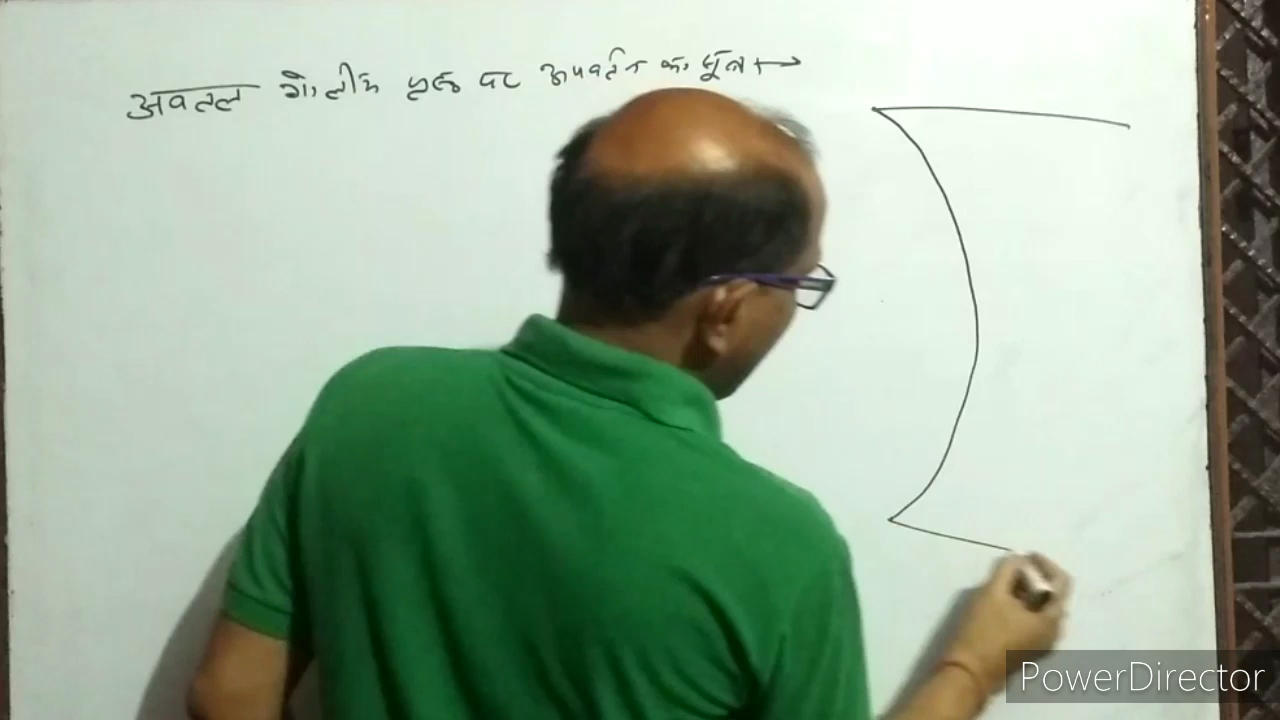 अवतल गोलीय पृष्ठ पर अपवर्तन का सूत्र →
PowerDirector